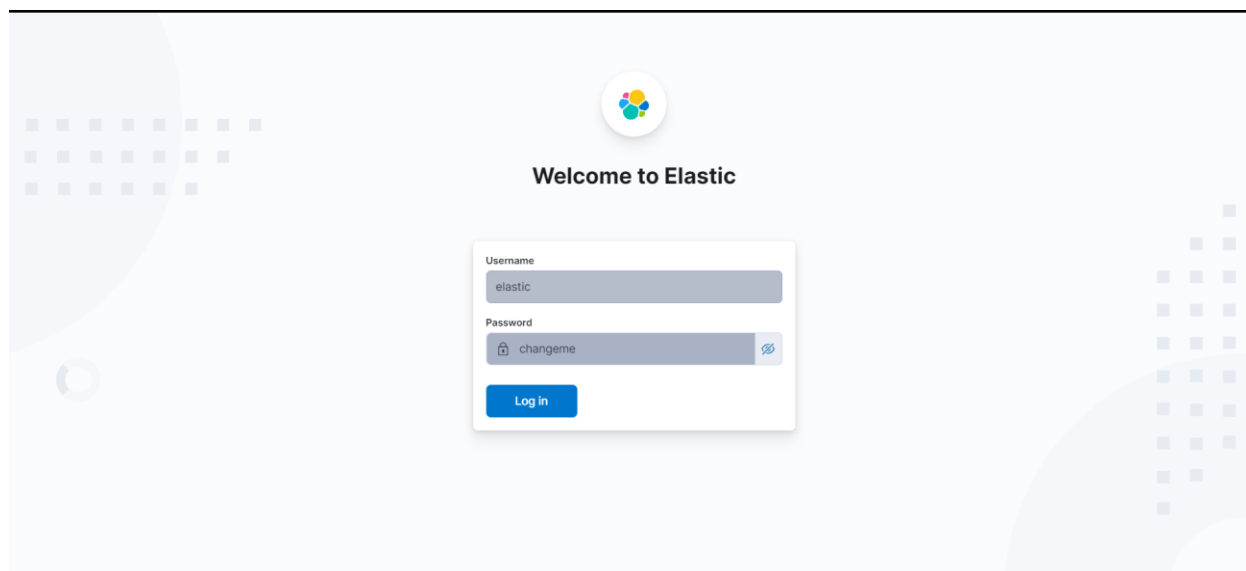 Welcome to Elastic
Username
elastic
Password
changeme
Log in